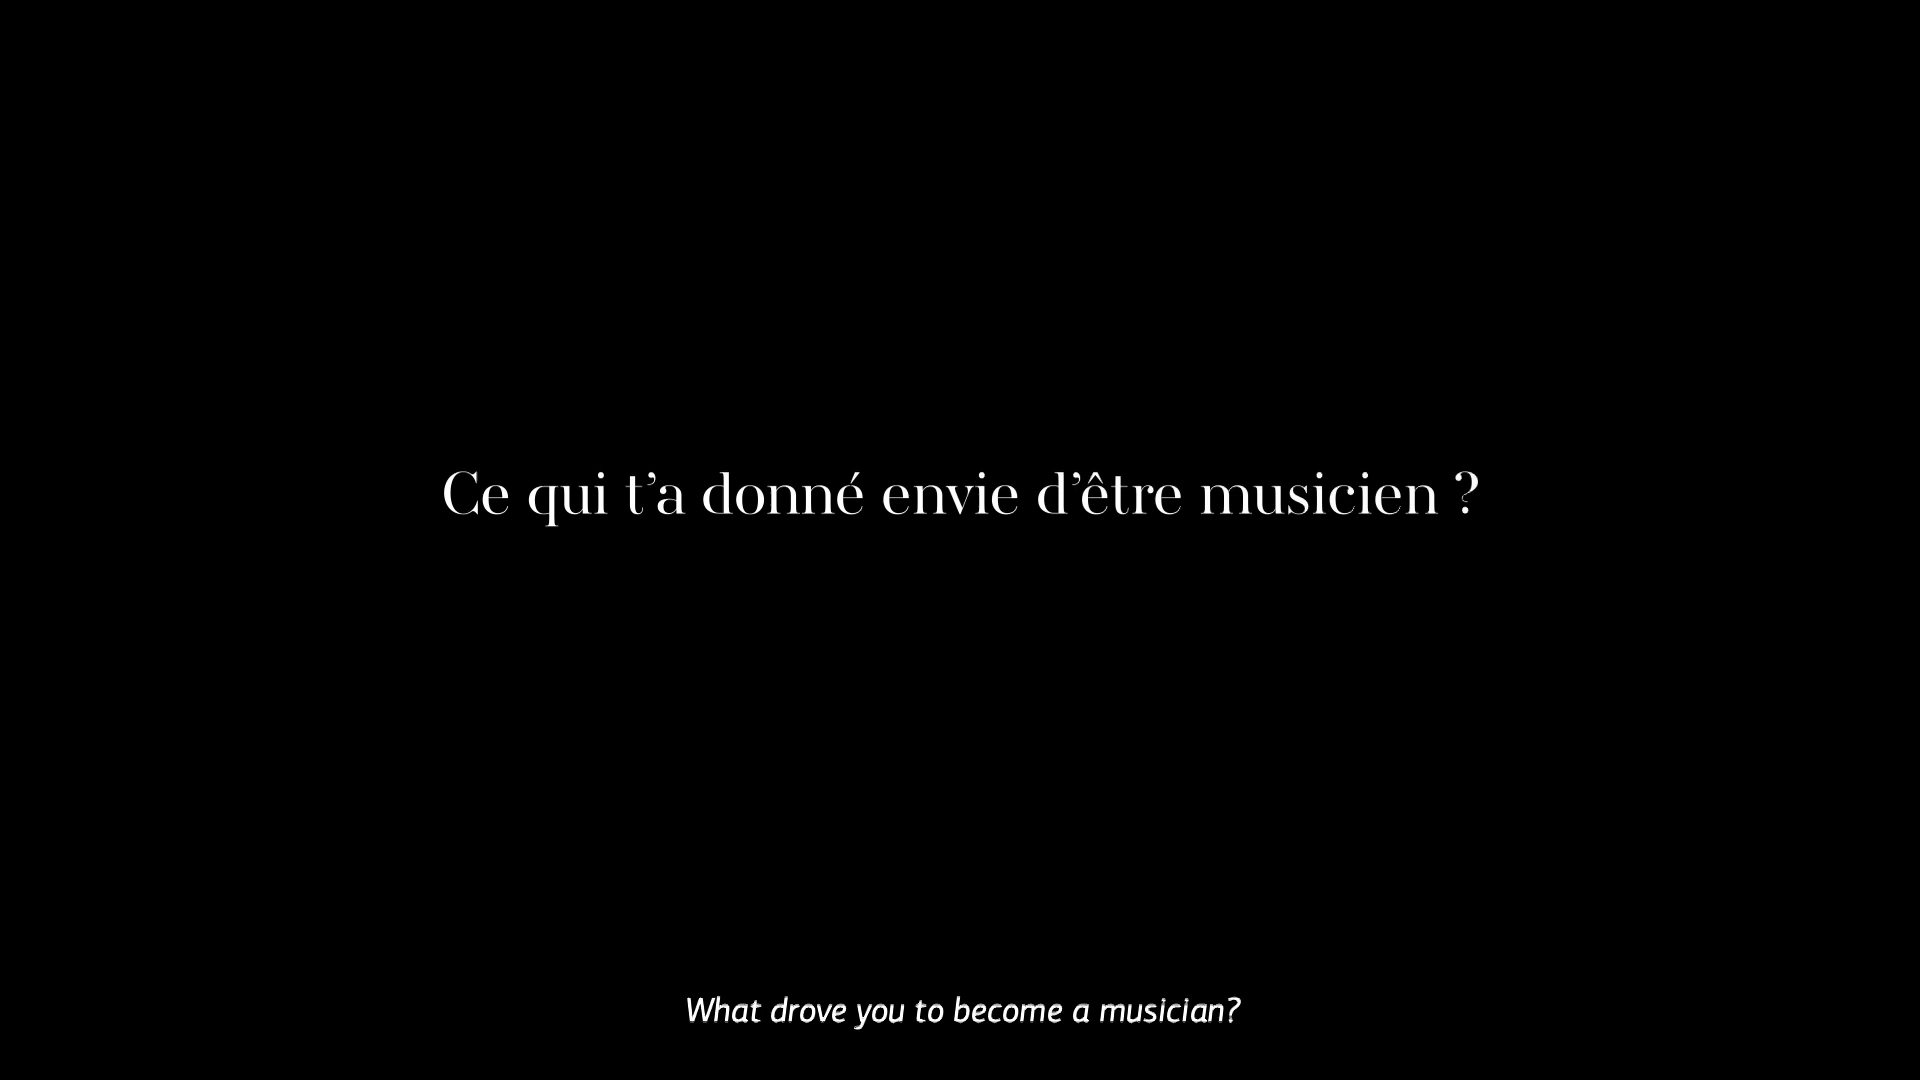 Ce qui t’a donné envie d’être musicien ?
What drove you to become a musician?